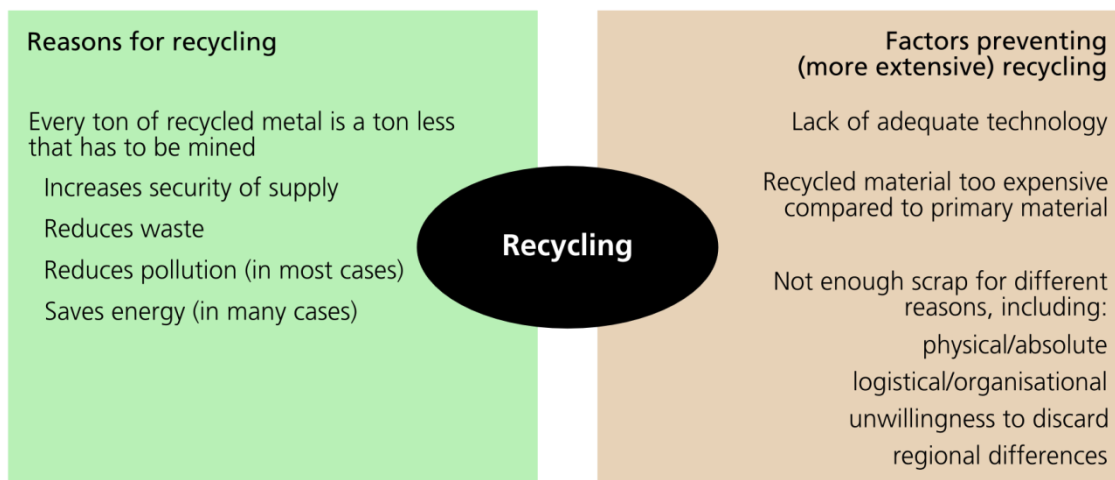 Reasons for recycling
Every ton of recycled metal is a ton less
that has to be mined
Increases security of supply
Reduces waste
Reduces pollution (in most cases)
Saves energy (in many cases)
Recycling
Factors preventing
(more extensive) recycling
Lack of adequate technology
Recycled material too expensive
compared to primary material
Not enough scrap for different
reasons, including:
physical/absolute
logistical/organisational
unwillingness to discard
regional differences